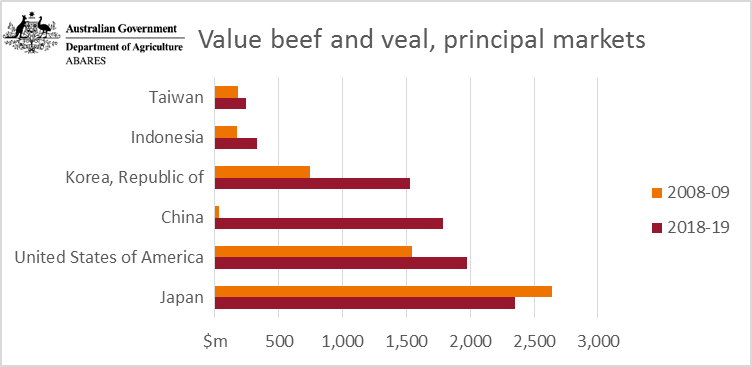 Australian Government
Department of Agriculture
ABARES
Value beef and veal, principal markets
Taiwan
Indonesia
Korea, Republic of
China
United States of America
Japan
$m 500 1,000 1,500 2,000 2,500 3,000
2008-09
2018-19